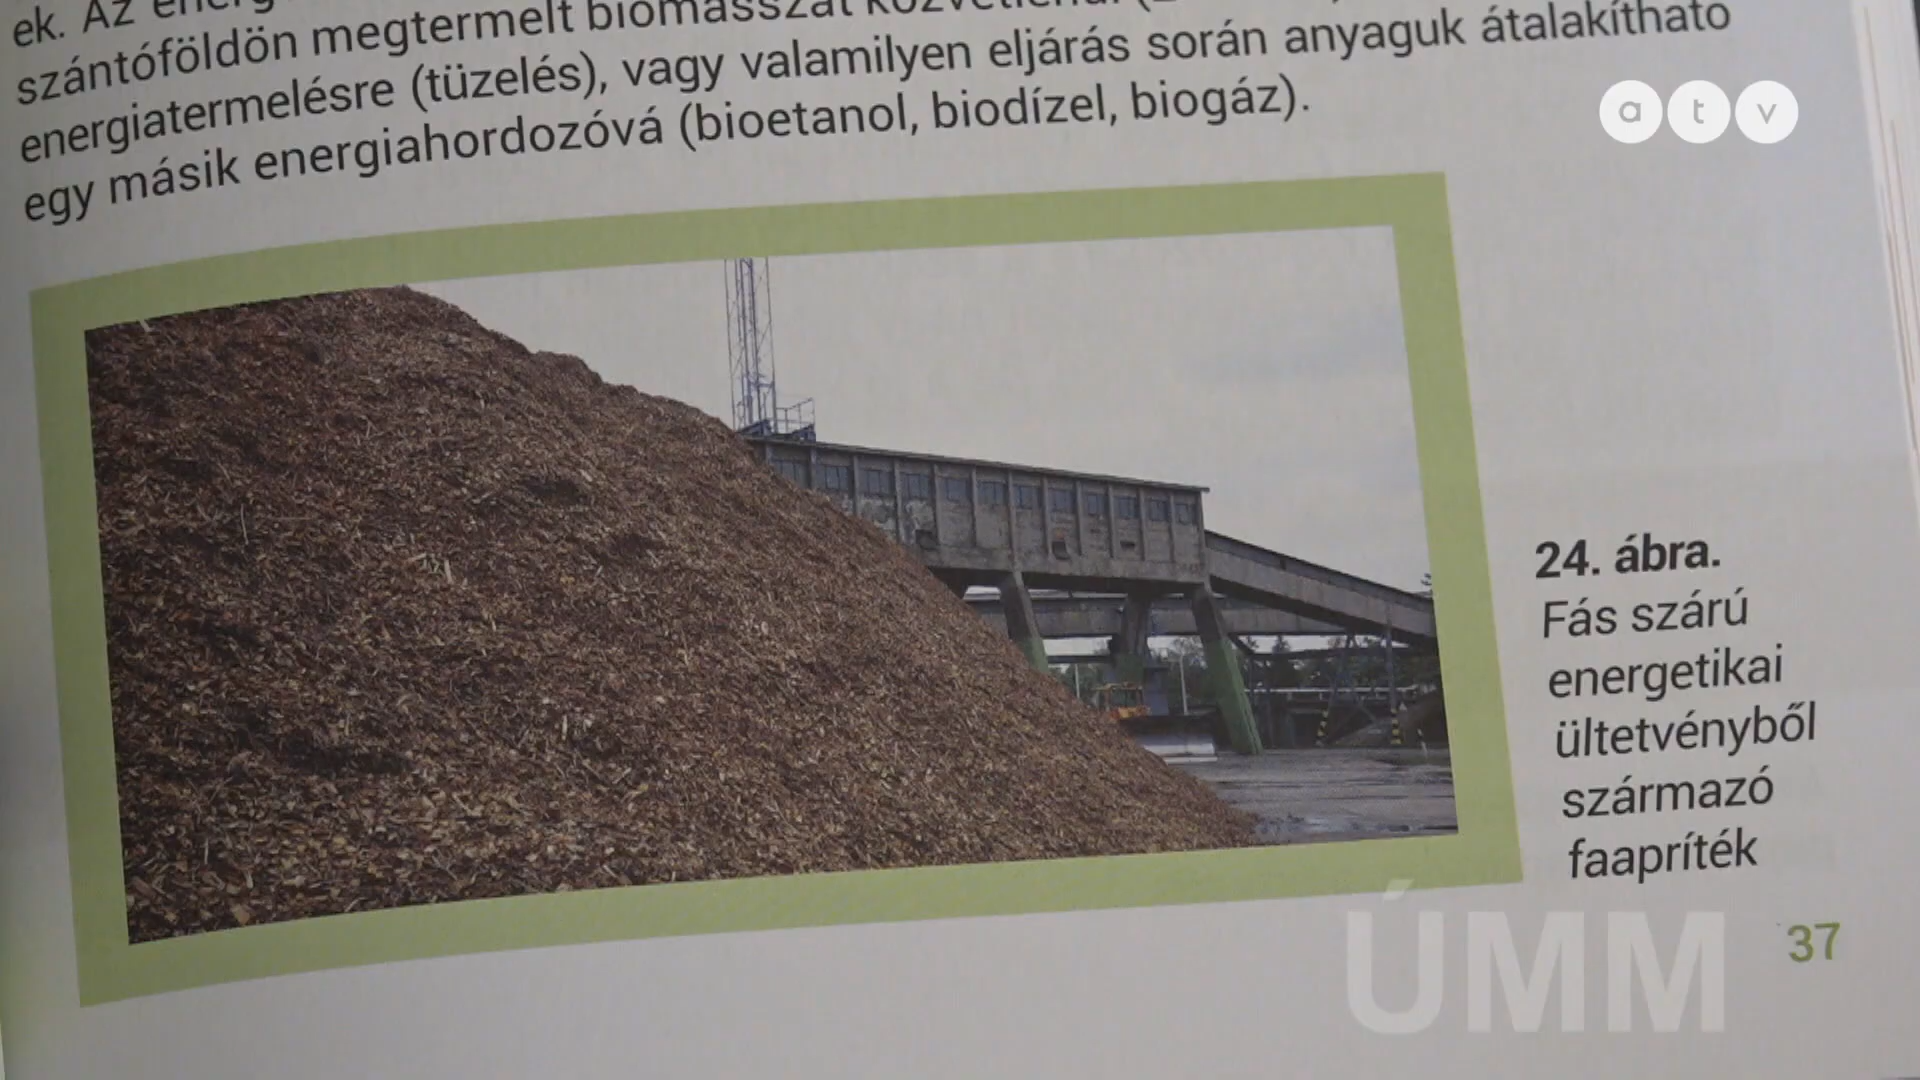 ek. Az
szántóföldön megtermelt biomasszát
energiatermelésre (tüzelés), vagy valamilyen eljárás során anyaguk átalakítható
egy másik energiahordozóvá (bioetanol, biodízel, biogáz).
atv
24. ábra.
Fás szárú
energetikai
ültetvényből
származó
faapríték
37
ÚMM